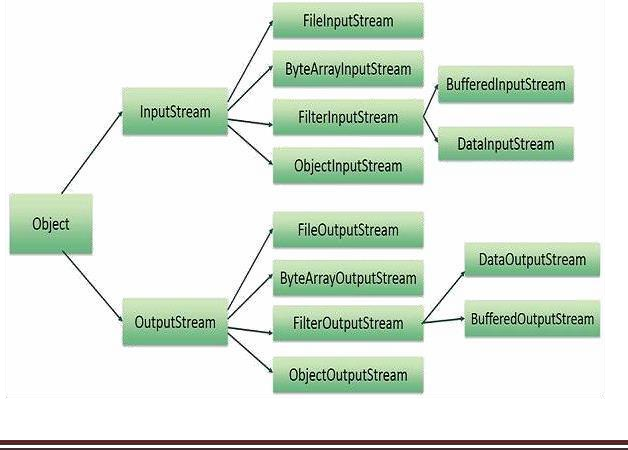 FileInputStream
ByteArrayInputStream
InputStream
FilterInputStream
BufferedInputStream
DataInputStream
ObjectInputStream
Object
FileOutputStream
ByteArrayOutputStream
OutputStream
FilterOutputStream
DataOutputStream
BufferedOutputStream
ObjectOutputStream